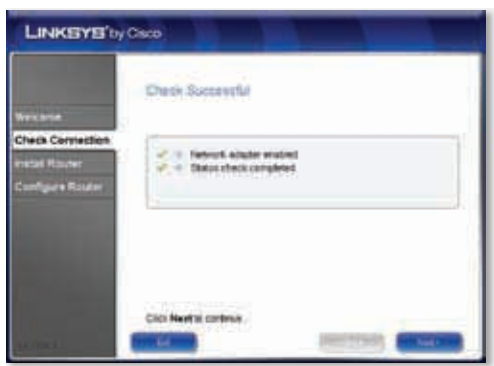 LINKSYS by Cisco
Check Successful
Welcome
Check Connection
Install Router
Configure Router
Network adapter enabled
Status check completed
Click Next to continue.
Exit
Next